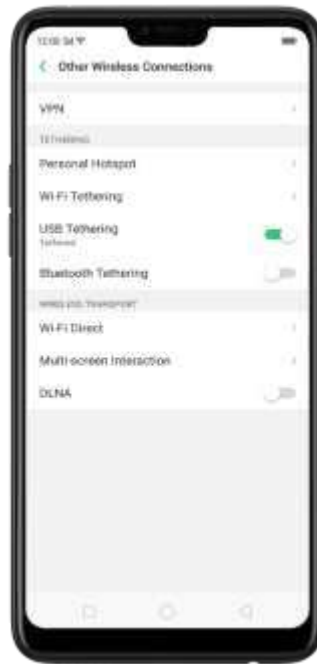 Other Wireless Connections
VPN
TETHERING
Personal Hotspot
Wi-Fi Tethering
USB Tethering
Tethered
Bluetooth Tethering
WIRELESS TRANSPORT
Wi-Fi Direct
Multi-screen Interaction
DLNA